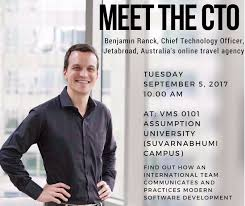 MEET THE CTO
Benjamin Ranck, Chief Technology Officer,
Jetabroad, Australia's online travel agency
TUESDAY
SEPTEMBER 5, 2017
10.00 AM
AT: VMS 0101
ASSUMPTION
UNIVERSITY
(SUVARNABHUMI
CAMPUS)
FIND OUT HOW AN
INTERNATIONAL TEAM
COMMUNICATES AND
PRACTICES MODERN
SOFTWARE DEVELOPMENT